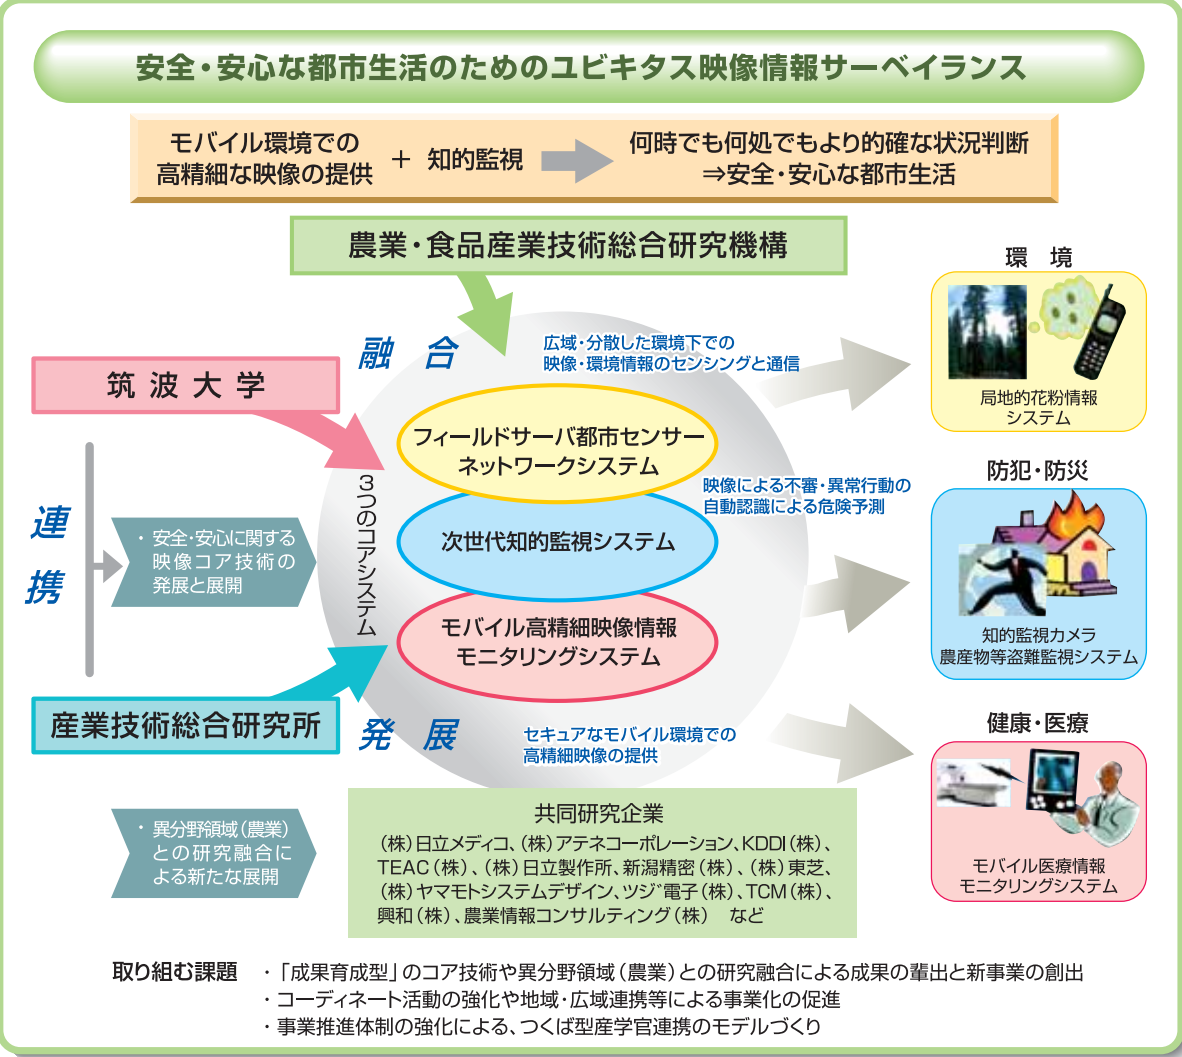 安全・安心な都市生活のためのユビキタス映像情報サーベイランス
モバイル環境での
高精細な映像の提供
＋ 知的監視
何時でも何処でもより的確な状況判断
⇒安全・安心な都市生活
農業・食品産業技術総合研究機構
融 合
広域・分散した環境下での
映像・環境情報のセンシングと通信
環 境
局地的花粉情報
システム
筑 波 大 学
フィールドサーバ都市センサー
ネットワークシステム
3つのコアシステム
映像による不審・異常行動の
自動認識による危険予測
防犯・防災
連
携
・安全・安心に関する
映像コア技術の
発展と展開
次世代知的監視システム
知的監視カメラ
農産物等盗難監視システム
モバイル高精細映像情報
モニタリングシステム
産業技術総合研究所
発 展
セキュアなモバイル環境での
高精細映像の提供
健康・医療
モバイル医療情報
モニタリングシステム
・異分野領域（農業）
との研究融合に
よる新たな展開
共同研究企業
（株）日立メディコ、（株）アテネコーポレーション、KDDI（株）、
TEAC（株）、（株）日立製作所、新潟精密（株）、（株）東芝、
（株）ヤマモトシステムデザイン、ツジ゛電子（株）、TCM（株）、
興和（株）、農業情報コンサルティング（株） など
取り組む課題 ・「成果育成型」のコア技術や異分野領域（農業）との研究融合による成果の輩出と新事業の創出
・コーディネート活動の強化や地域・広域連携等による事業化の促進
・事業推進体制の強化による、つくば型産学官連携のモデルづくり